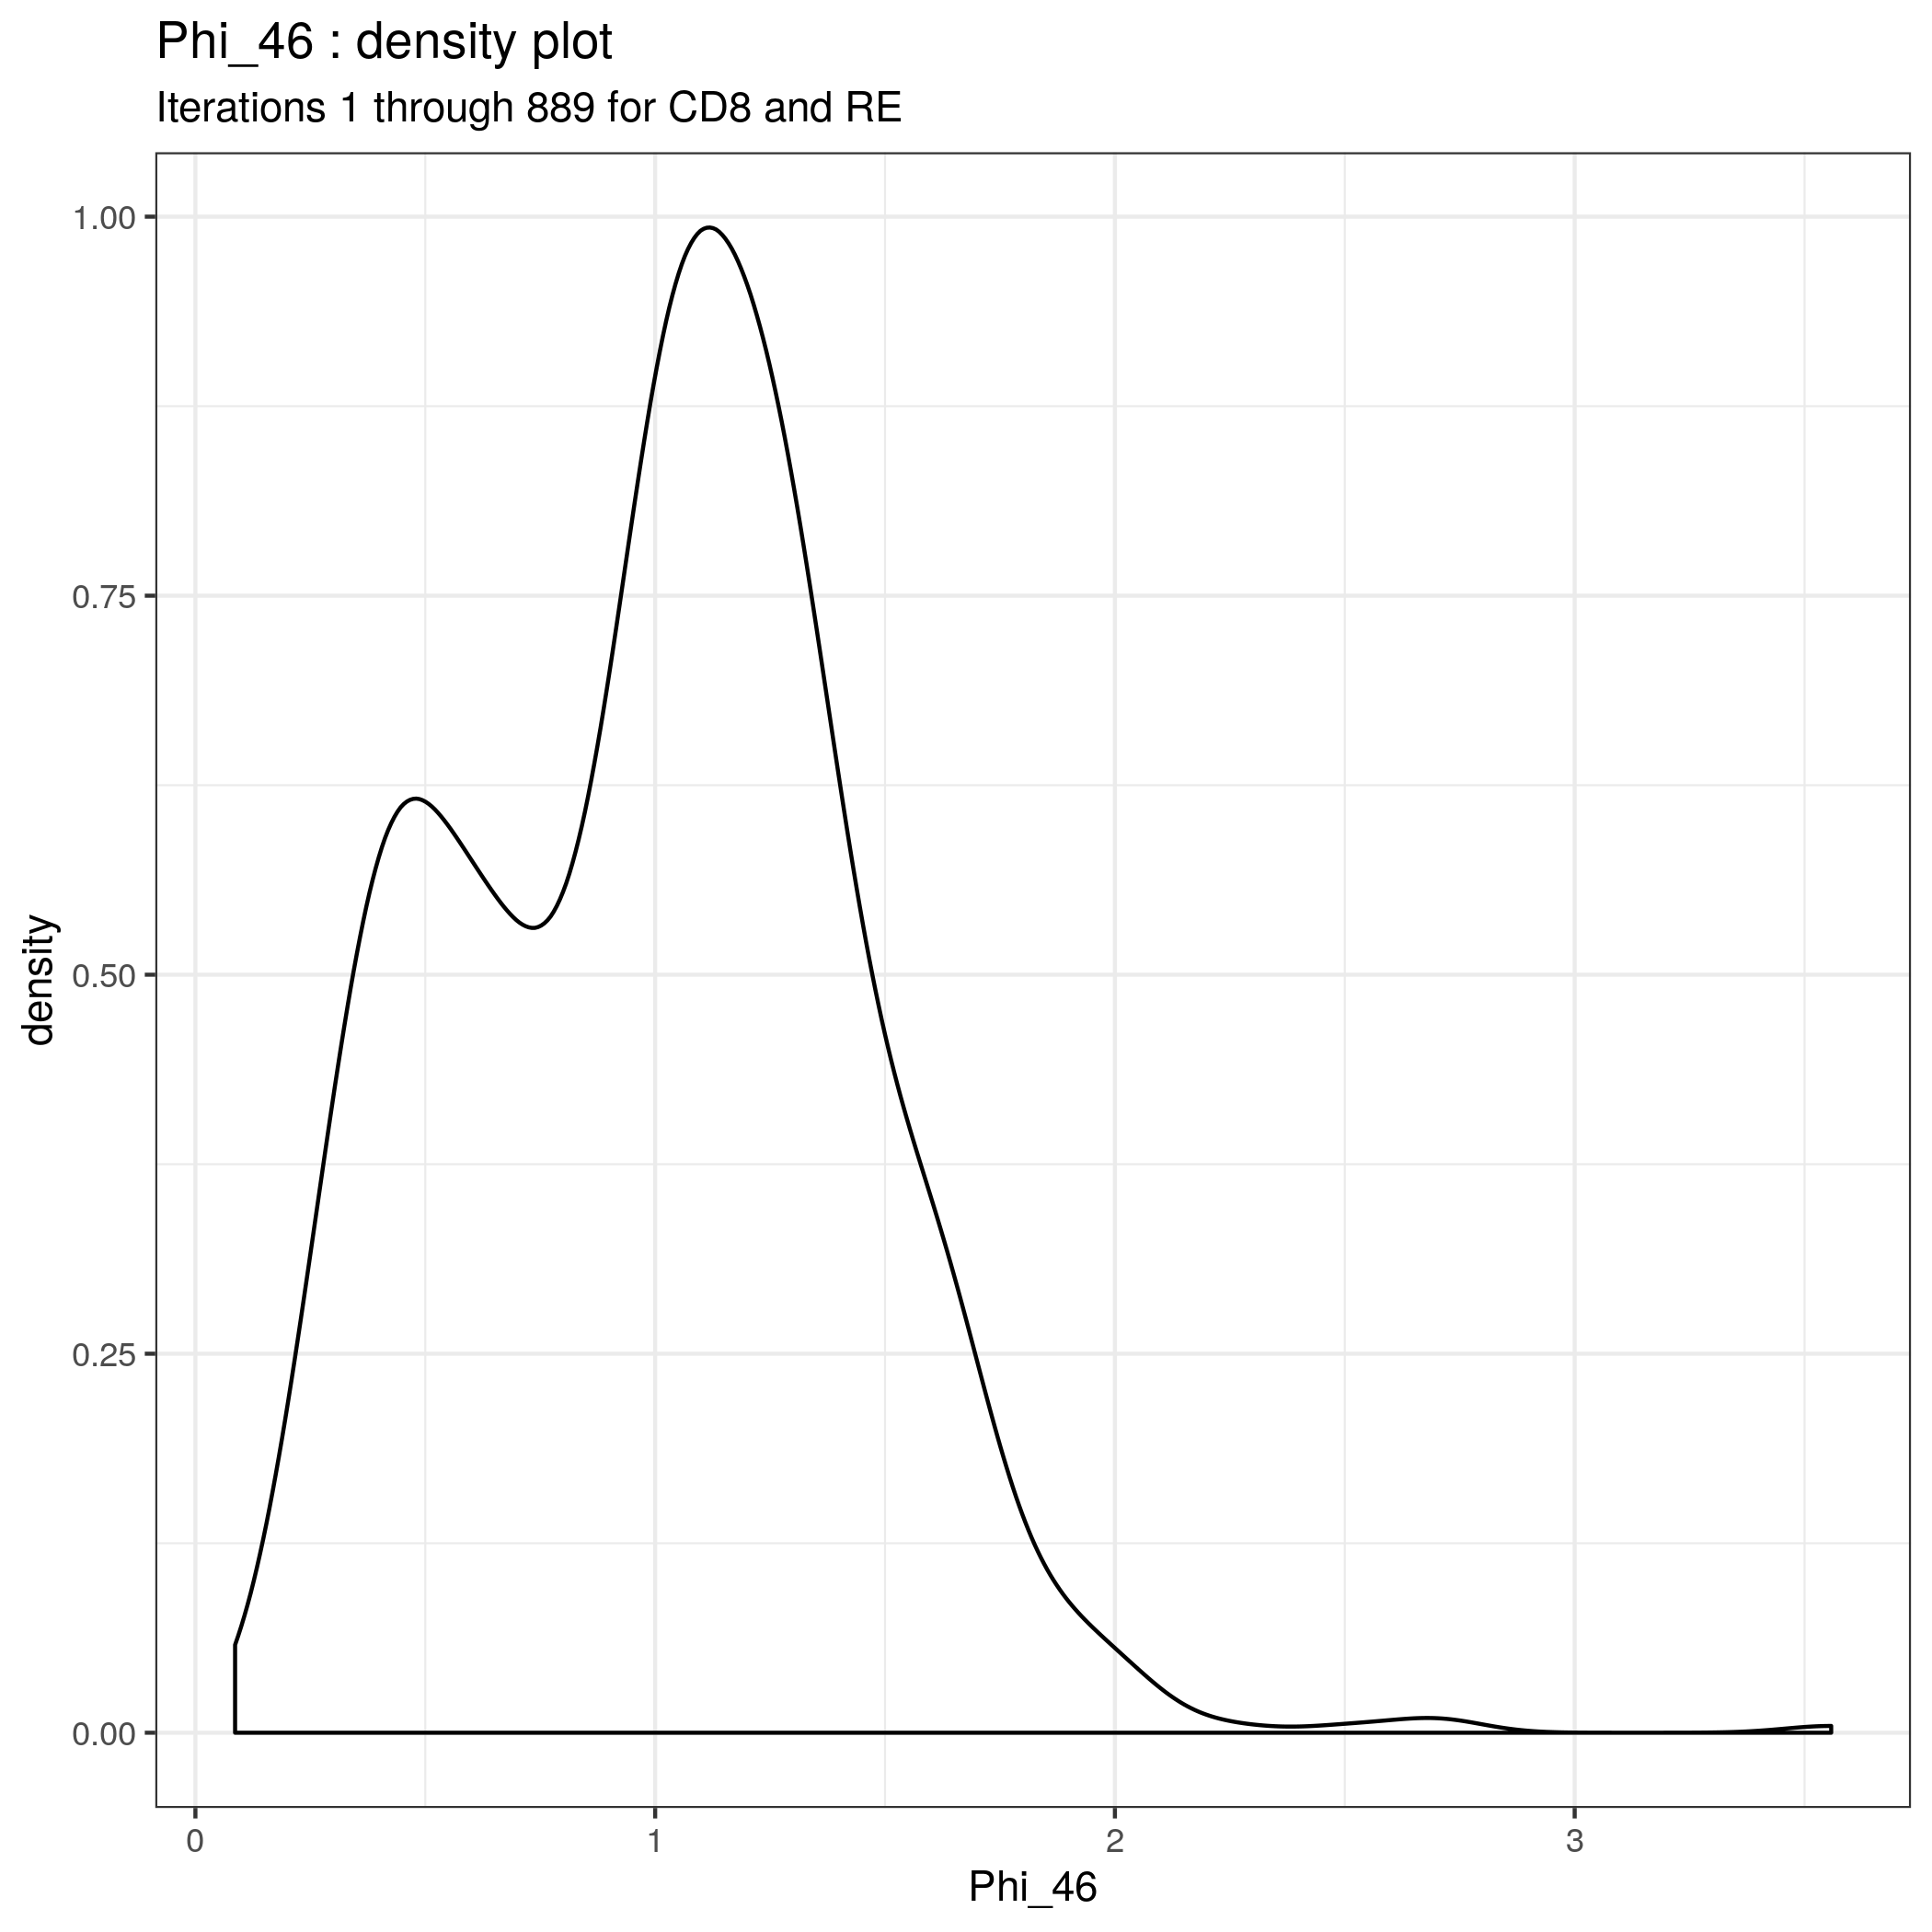 Phi_46 : density plot
Iterations 1 through 889 for CD8 and RE
1.00
0.75
0.50
0.25
0.00
density
0
1
2
3
Phi_46